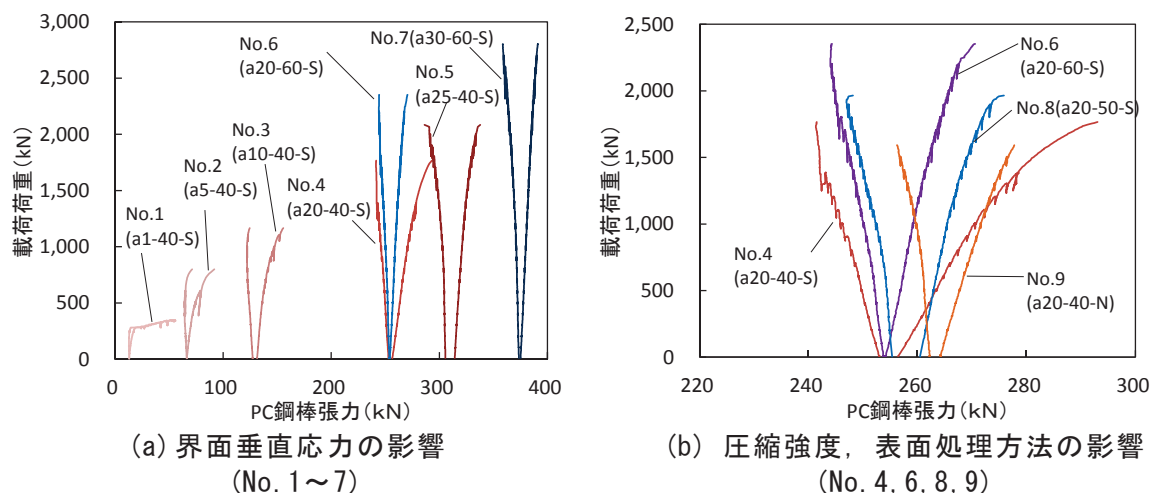 3,000
2,500
2,000
1,500
1,000
500
0
載荷荷重(kN)
No.6
(a20-60-S)
No.7(a30-60-S)
No.5
(a25-40-S)
No.3
(a10-40-S)
No.2
(a5-40-S)
No.4
(a20-40-S)
No.1
(a1-40-S)
0 100 200 300 400
PC鋼棒張力(kN)
(a)界面垂直応力の影響
(No.1~7)
2,500
2,000
1,500
1,000
500
0
載荷荷重(kN)
No.6
(a20-60-S)
No.8(a20-50-S)
No.4
(a20-40-S)
No.9
(a20-40-N)
220 240 260 280 300
PC鋼棒張力(kN)
(b) 圧縮強度, 表面処理方法の影響
(No.4,6,8,9)